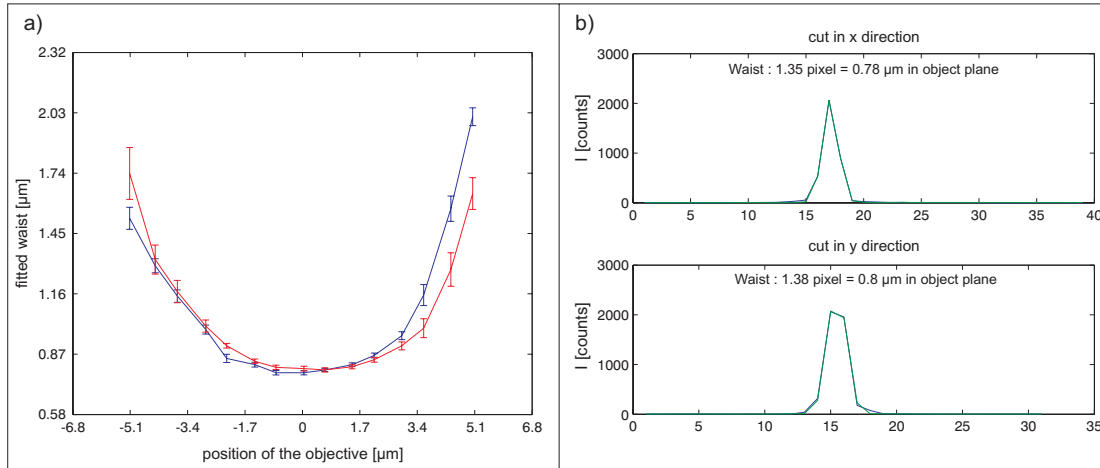 a)
2.32
2.03
1.74
1.45
1.16
0.87
0.58
-6.8 -5.1 -3.4 -1.7 0 1.7 3.4 5.1 6.8
position of the objective [µm]
fitted waist [µm]
b)
cut in x direction
Waist : 1.35 pixel = 0.78 µm in object plane
3000
2000
1000
0
I [counts]
0 5 10 15 20 25 30 35 40
cut in y direction
Waist : 1.38 pixel = 0.8 µm in object plane
3000
2000
1000
0
I [counts]
0 5 10 15 20 25 30 35